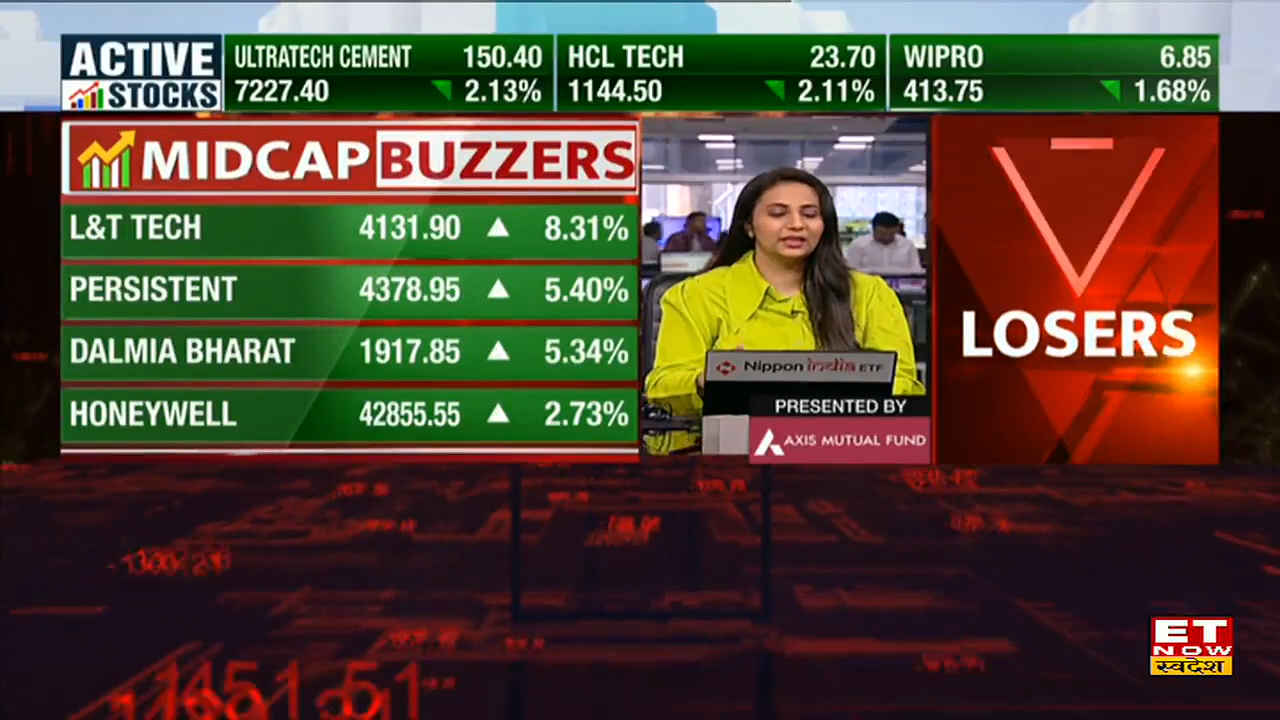 ACTIVE
STOCKS
ULTRATECH CEMENT 150.40
7227.40 2.13%
HCL TECH 23.70
1144.50 2.11%
WIPRO 6.85
413.75 1.68%
MIDCAP BUZZERS
L&T TECH 4131.90 8.31%
PERSISTENT 4378.95 5.40%
DALMIA BHARAT 1917.85 5.34%
HONEYWELL 42855.55 2.73%
Nippon india ETF
PRESENTED BY
AXIS MUTUAL FUND
LOSERS
1451.51
ET
NOW
स्वदेश